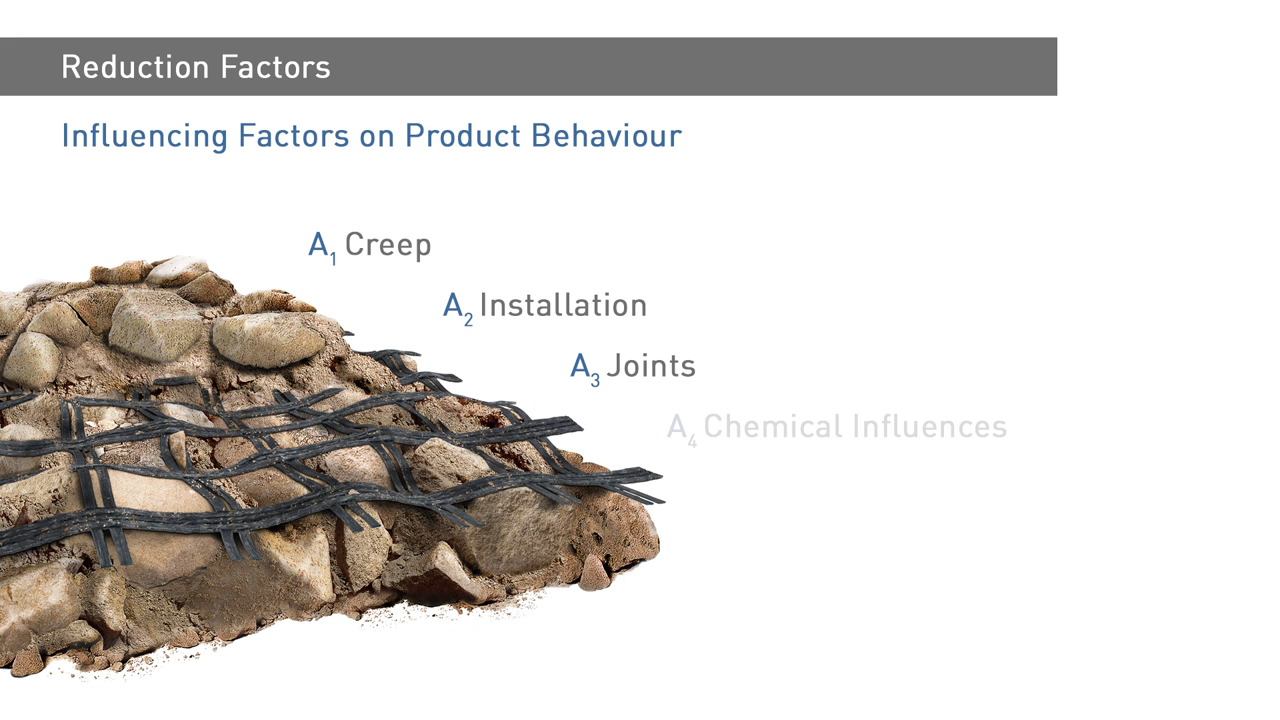 Reduction Factors
Influencing Factors on Product Behaviour
A₁ Creep
A₂ Installation
A₃ Joints
A₄ Chemical Influences